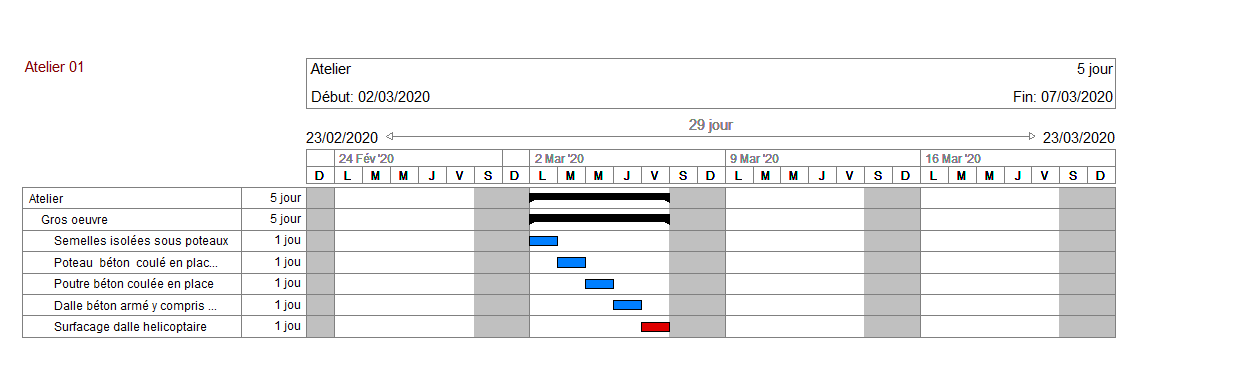 Atelier 01
Atelier 5 jour
Début: 02/03/2020 Fin: 07/03/2020
29 jour
23/02/2020 23/03/2020
24 Fév '20 2 Mar '20 9 Mar '20 16 Mar '20
D L M M J V S D L M M J V S D L M M J V S D L M M J V S D
Atelier 5 jour
Gros oeuvre 5 jour
Semelles isolées sous poteaux 1 jou
Poteau béton coulé en plac... 1 jou
Poutre béton coulée en place 1 jou
Dalle béton armé y compris ... 1 jou
Surfacage dalle helicoptaire 1 jou